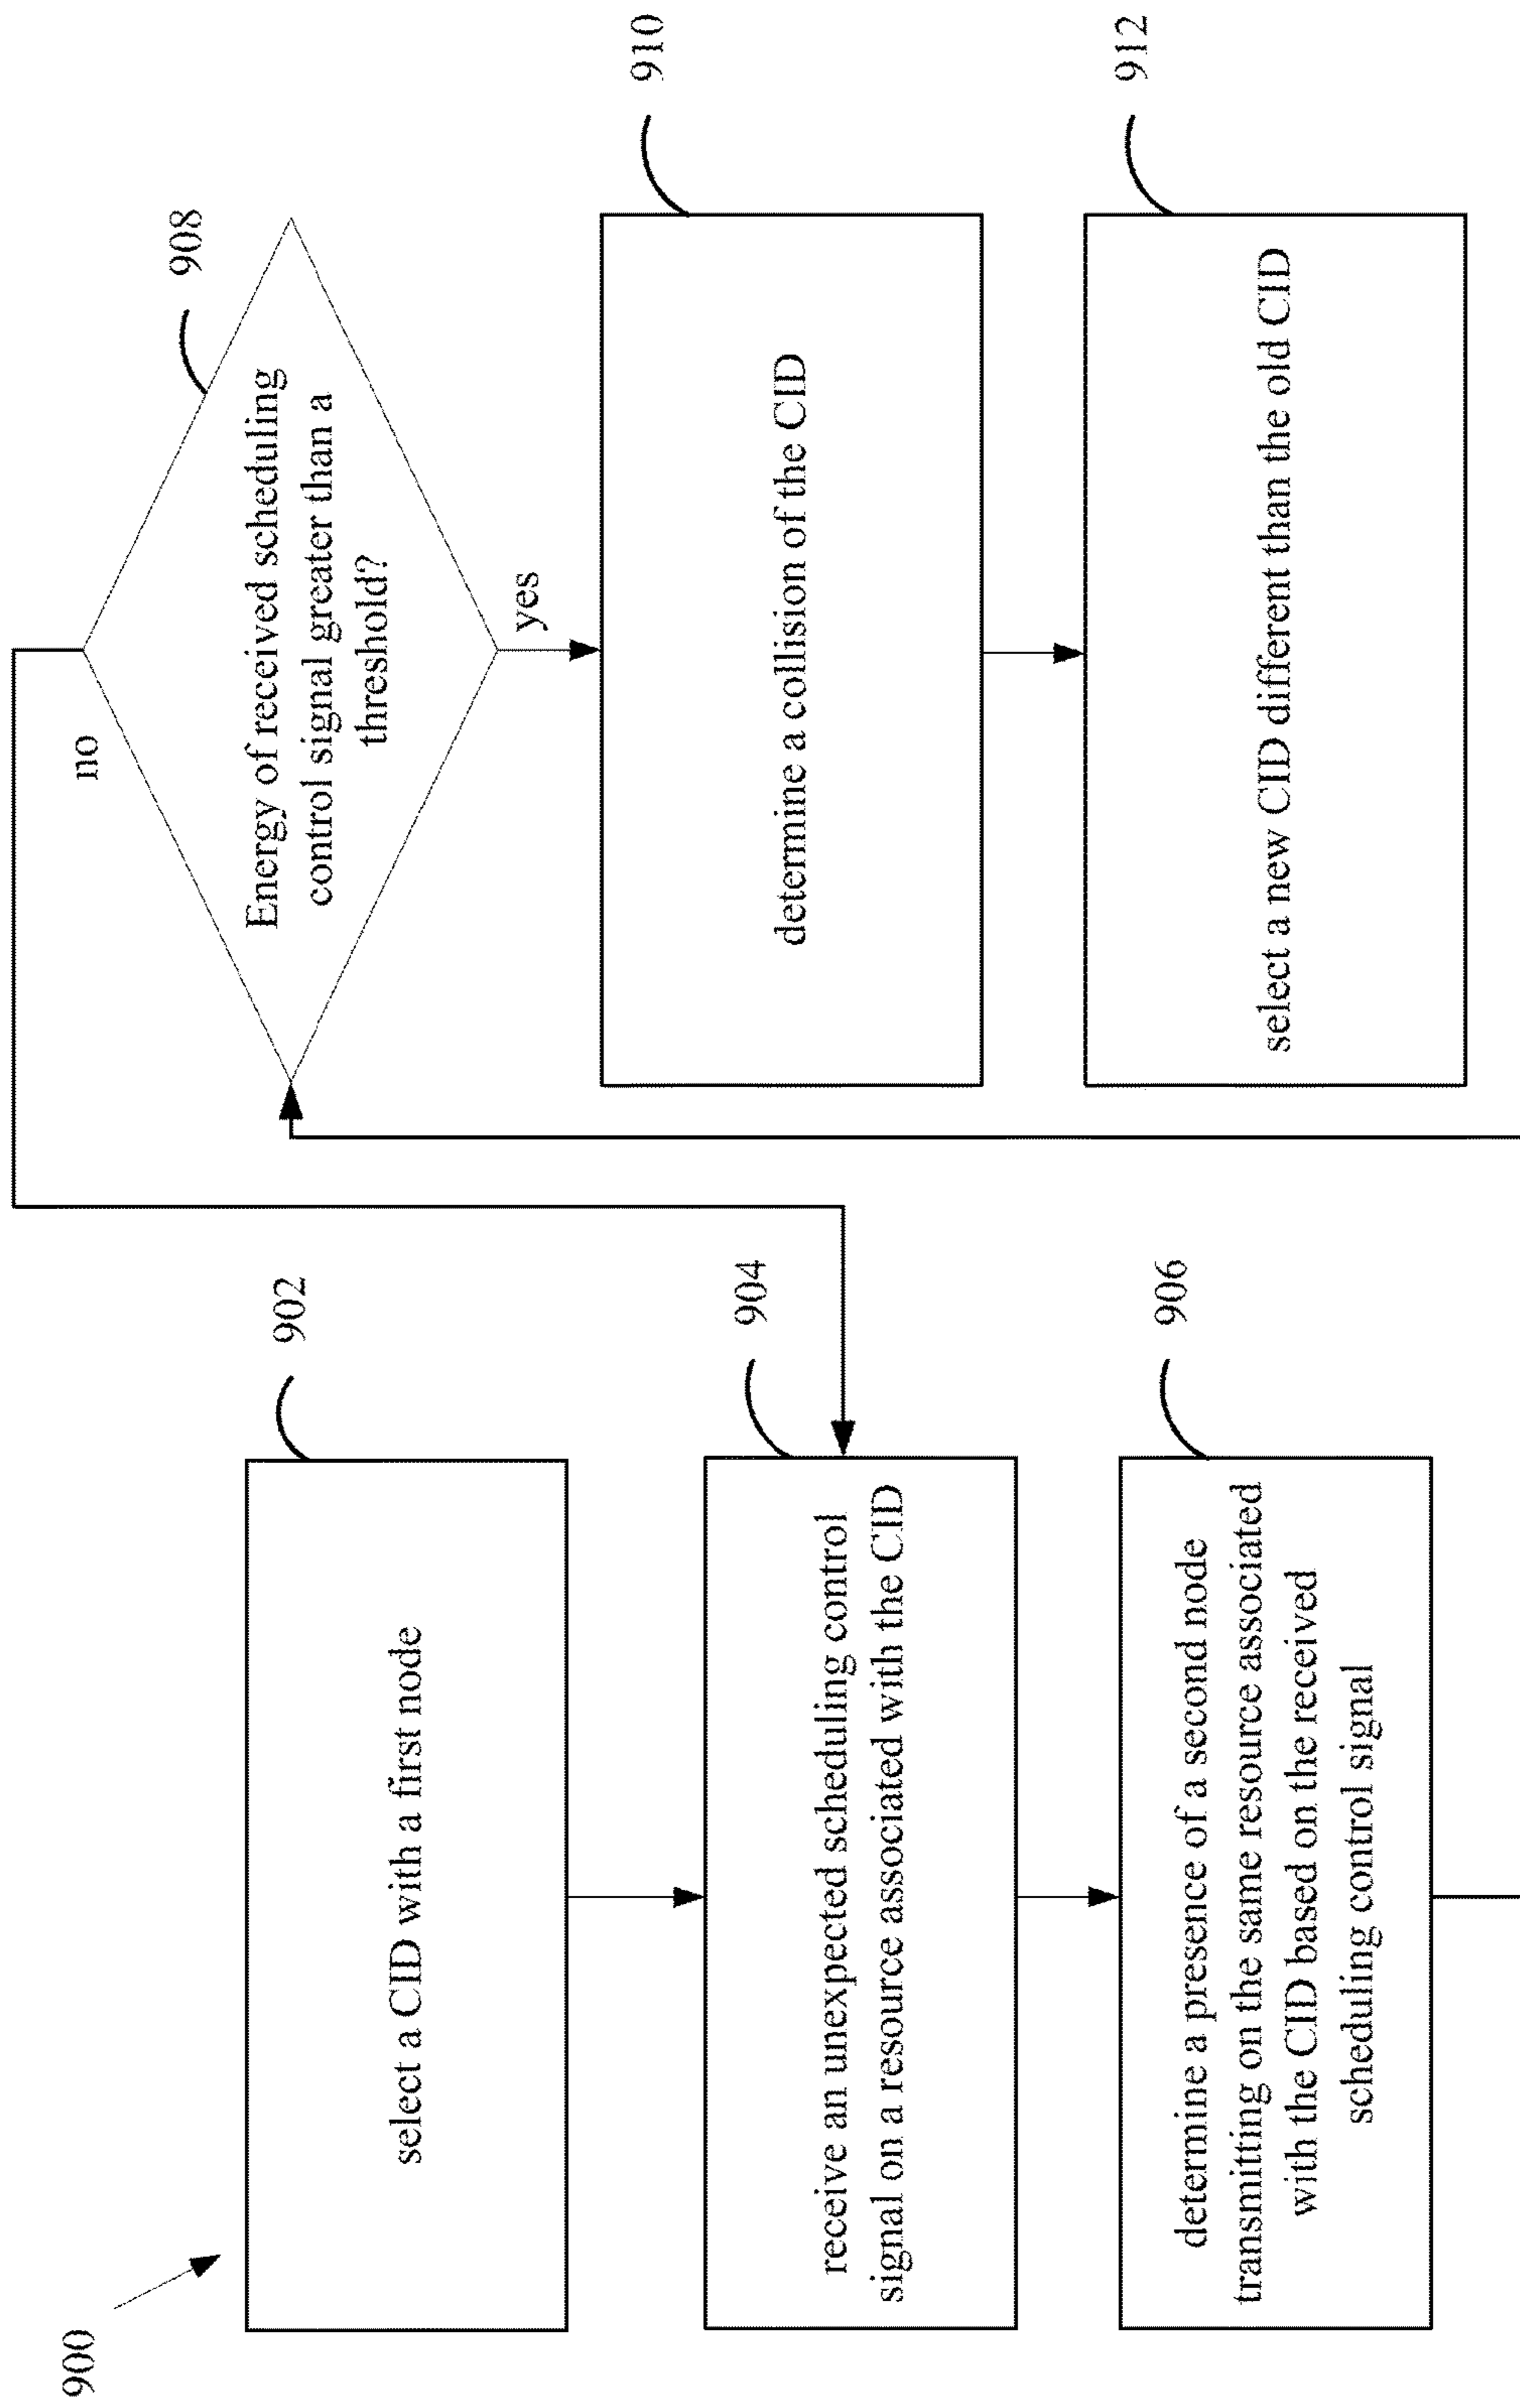 900
902
select a CID with a first node
904
receive an unexpected scheduling control
signal on a resource associated with the CID
906
determine a presence of a second node
transmitting on the same resource associated
with the CID based on the received
scheduling control signal
908
no
Energy of received scheduling
control signal greater than a
threshold?
yes
910
determine a collision of the CID
912
select a new CID different than the old CID